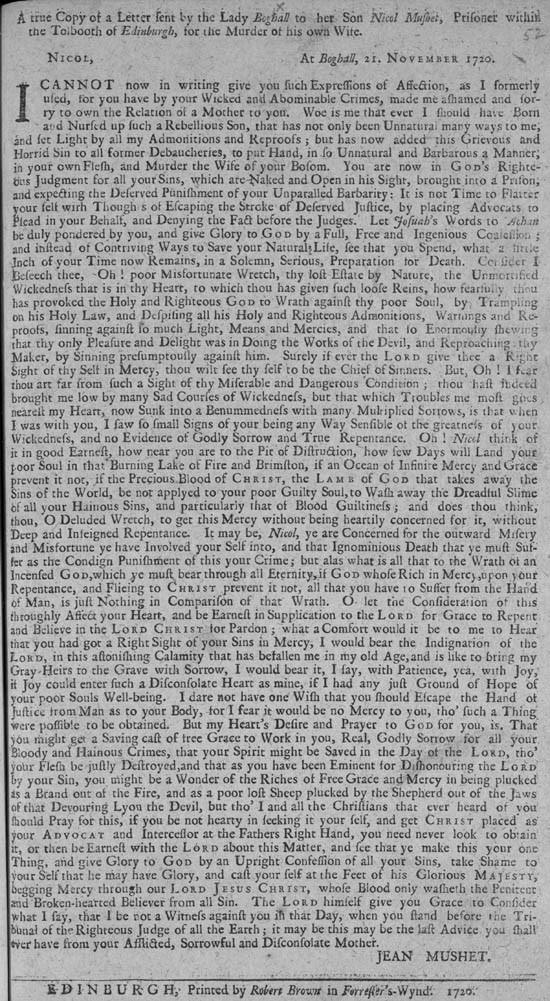 A true Copy of a Letter sent by the Lady Boghall to her Son Nicol Mushet, Prisoner within
the Tolbooth of Edinburgh, for the Murder of his own Wife.
52
NICOL, At Boghall, 21. NOVEMBER 1720.
I CANNOT now in writing give you such Expressions of Affection, as I formerly
used, for you have by your Wicked and Abominable Crimes, made me ashamed and sor-
ry to own the Relation of a Mother to you. Woe is me that ever I should have Born
and Nursed up such a Rebellious Son, that has not only been Unnatural many ways to me,
and set Light by all my Admonitions and Reproofs; but has now added this Grievous and
Horrid Sin to all former Debaucheries, to put Hand, in so Unnatural and Barbarous a Manner,
in your own Flesh, and Murder the Wife of your Bosom. You are now in GOD's Righte-
ous Judgment for all your Sins, which are Naked and Open in his Sight, brought into a Prison,
and expecting the Deserved Punishment of your Unparalled Barbarity: It is not Time to Flatter
your self with Though s of Escaping the Stroke of Deserved Justice, by placing Advocats to
Plead in your Behalf, and Denying the Fact before the Judges. Let Josuah's Words to Achan
be duly pondered by you, and give Glory to GOD by a Full, Free and Ingenious Confession;
and instead of Contriving Ways to Save your Natural Life, see that you Spend, what a little
Inch of your Time now Remains, in a Solemn, Serious, Preparation for Death. Consider I
Beseech thee, Oh! poor Misfortunate Wretch, thy lost Estate by Nature, the Unmortified
Wickedness that is in thy Heart, to which thou has given such loose Reins, how fearfully thou
has provoked the Holy and Righteous GOD to Wrath against thy poor Soul, by Trampling
on his Holy Law, and Despising all his Holy and Righteous Admonitions, Warnings and Re-
proofs, sinning against so much Light, Means and Mercies, and that so Enormously shewing
that thy only Pleasure and Delight was in Doing the Works of the Devil, and Reproaching thy
Maker, by Sinning presumptously against him. Surely if ever the LORD give thee a Right
Sight of thy Self in Mercy, thou wilt see thy self to be the Chief of Sinners. But, Oh! I fear
thou art far from such a Sight of thy Miserable and Dangerous Condition; thou hast Indeed
brought me low by many Sad Courses of Wickedness, but that which Troubles me most goes
nearest my Heart, now Sunk into a Benummedness with many Multiplied Sorrows, is that when
I was with you, I saw so small Signs of your being any Way Sensible of the greatness of your
Wickedness, and no Evidence of Godly Sorrow and True Repentance. Oh! Nicol think of
it in good Earnest, how near you are to the Pit of Distruction, how few Days will Land your
poor Soul in that Burning Lake of Fire and Brimston, if an Ocean of Infinite Mercy and Grace
prevent it not, if the Precious Blood of CHRIST, the LAMB of GOD that takes away the
Sins of the World, be not applyed to your poor Guilty Soul, to Wash away the Dreadful Slime
of all your Hainous Sins, and particularly that of Blood Guiltiness; and does thou think,
thou, O Deluded Wretch, to get this Mercy without being heartily concerned for it, without
Deep and Infeigned Repentance. It may be, Nicol, ye are Concerned for the outward Misery
and Misfortune ye have Involved your Self into, and that Ignominious Death that ye must Suf-
fer as the Condign Punishment of this your Crime; but alas what is all that to the Wrath of an
Incensed GOD, which ye must bear through all Eternity, if GOD whose Rich in Mercy, upon your
Repentance, and Flieing to CHRIST prevent it not, all that you have to Suffer from the Hand
of Man, is just Nothing in Comparison of that Wrath. O let the Consideration of this
throughly Affect your Heart, and be Earnest in Supplication to the LORD for Grace to Repent
and Believe in the LORD CHRIST for Pardon; what a Comfort would it be to me to Hear
that you had got a Right Sight of your Sins in Mercy, I would bear the Indignation of the
LORD, in this astonishing Calamity that has befallen me in my old Age, and is like to bring my
Gray-Heirs to the Grave with Sorrow, I would bear it, I say, with Patience, yea, with Joy,
if Joy could enter such a Disconsolate Heart as mine, if I had any just Ground of Hope of
your poor Souls Well-being. I dare not have one Wish that you should Escape the Hand of
Justice from Man as to your Body, for I fear it would be no Mercy to you, tho' such a Thing
were possible to be obtained. But my Heart's Desire and Prayer to GOD for you, is, That
you might get a Saving cast of free Grace to Work in you, Real, Godly Sorrow for all your
Bloody and Hainous Crimes, that your Spirit might be Saved in the Day of the LORD, tho'
your Flesh be justly Destroyed, and that as you have been Eminent for Dishonouring the LORD
by your Sin, you might be a Wonder of the Riches of Free Grace and Mercy in being plucked
as a Brand out of the Fire, and as a poor lost Sheep plucked by the Shepherd out of the Jaws
of that Devouring Lyon the Devil, but tho' I and all the Christians that ever heard of you
should Pray for this, if you be not hearty in seeking it your self, and get CHRIST placed as
your ADVOCAT and Intercessor at the Fathers Right Hand, you need never look to obtain
it, or then be Earnest with the LORD about this Matter, and see that ye make this your one
Thing, and give Glory to GOD by an Upright Confession of all your Sins, take Shame to
your Self that he may have Glory, and cast your self at the Feet of his Glorious MAJESTY,
begging Mercy through our LORD JESUS CHRIST, whose Blood only washeth the Penitent
and Broken-hearted Believer from all Sin. The LORD himself give you Grace to Consider
what I say, that I be not a Witness against you in that Day, when you stand before the Tri-
bunal of the Righteous Judge of all the Earth; it may be this may be the last Advice you shall
ever have from your Afflicted, Sorrowful and Disconsolate Mother.
JEAN MUSHET.
EDINBURGH, Printed by Robert Brown in Forrester's-Wynd. 1720.